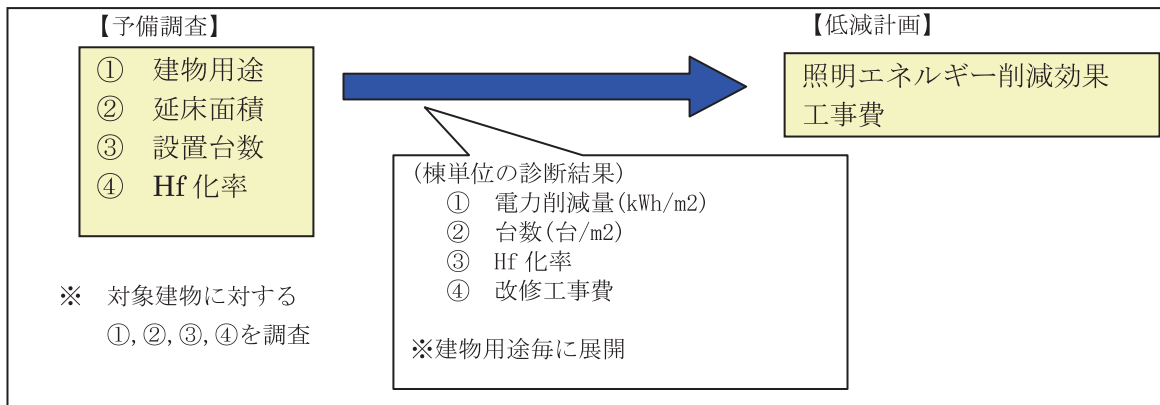 【予備調査】
① 建物用途
② 延床面積
③ 設置台数
④ Hf 化率
※ 対象建物に対する
①,②,③,④を調査
(棟単位の診断結果)
① 電力削減量(kWh/m2)
② 台数(台/m2)
③ Hf 化率
④ 改修工事費
※建物用途毎に展開
【低減計画】
照明エネルギー削減効果
工事費